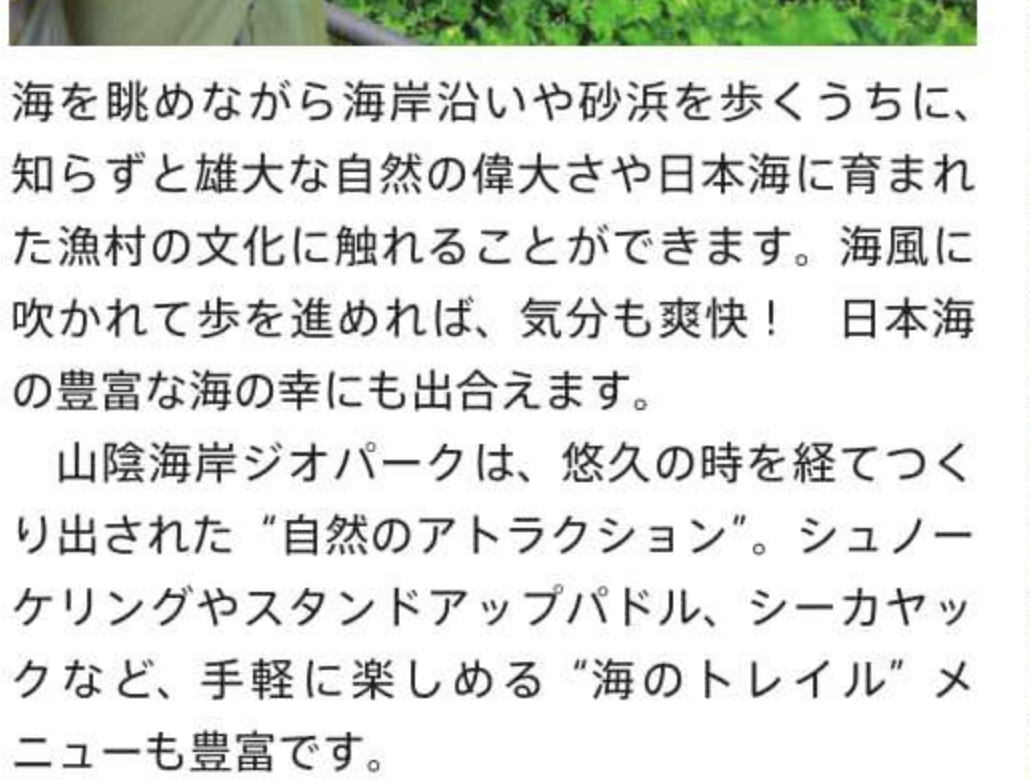 海を眺めながら海岸沿いや砂浜を歩くうちに、
知らずと雄大な自然の偉大さや日本海に育まれ
た漁村の文化に触れることができます。海風に
吹かれて歩を進めれば、気分も爽快！　日本海
の豊富な海の幸にも出合えます。
　山陰海岸ジオパークは、悠久の時を経てつく
り出された“自然のアトラクション”。シュノー
ケリングやスタンドアップパドル、シーカヤッ
クなど、手軽に楽しめる“海のトレイル”メ
ニューも豊富です。